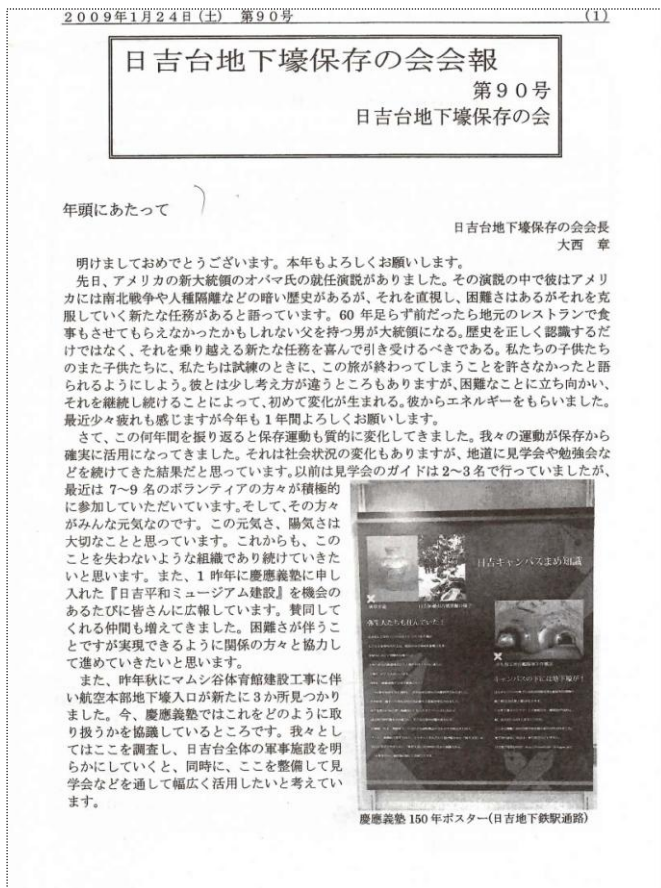 2009年1月24日(土) 第90号 (1)
日吉台地下壕保存の会会報
第90号
日吉台地下壕保存の会
年頭にあたって
日吉台地下壕保存の会会長
大西 章
明けましておめでとうございます。本年もよろしくお願いします。
先日、アメリカの新大統領のオバマ氏の就任演説がありました。その演説の中で彼はアメリ
カには南北戦争や人種隔離などの暗い歴史があるが、それを直視し、困難さはあるがそれを克
服していく新たな任務があると語っています。60 年足らず前だったら地元のレストランで食
事もさせてもらえなかったかもしれない父を持つ男が大統領になる。歴史を正しく認識するだ
けではなく、それを乗り越える新たな任務を喜んで引き受けるべきである。私たちの子供たち
のまた子供たちに、私たちは試練のときに、この旅が終わってしまうことを許さなかったと語
られるようにしよう。彼とは少し考え方が違うところもありますが、困難なことに立ち向かい、
それを継続し続けることによって、初めて変化が生まれる。彼からエネルギーをもらいました。
最近少々疲れも感じますが今年も 1 年間よろしくお願いします。
さて、この何年間を振り返ると保存運動も質的に変化してきました。我々の運動が保存から
確実に活用になってきました。それは社会状況の変化もありますが、地道に見学会や勉強会な
どを続けてきた結果だと思っています。以前は見学会のガイドは 2~3 名で行っていましたが、
最近は 7~9 名のボランティアの方々が積極的
に参加していただいています。そして、その方々
がみんな元気なのです。この元気さ、陽気さは
大切なことと思っています。これからも、この
ことを失わないような組織であり続けていきた
いと思います。また、1 昨年に慶應義塾に申し
入れた『日吉平和ミュージアム建設』を機会の
あるたびに皆さんに広報しています。賛同して
くれる仲間も増えてきました。困難さが伴うこ
とですが実現できるように関係の方々と協力し
て進めていきたいと思います。
また、昨年秋にマムシ谷体育館建設工事に伴
い航空本部地下壕入口が新たに 3 か所見つかり
ました。今、慶應義塾ではこれをどのように取
り扱うかを協議しているところです。我々とし
てはここを調査し、日吉台全体の軍事施設を明
らかにしていくと、同時に、ここを整備して見
学会などを通して幅広く活用したいと考えてい
ます。
日吉キャンパスまめ知識
弥生人たちも住んでいた!
キャンパスの下には地下壕が!
慶應義塾 150 年ポスター(日吉地下鉄駅通路)